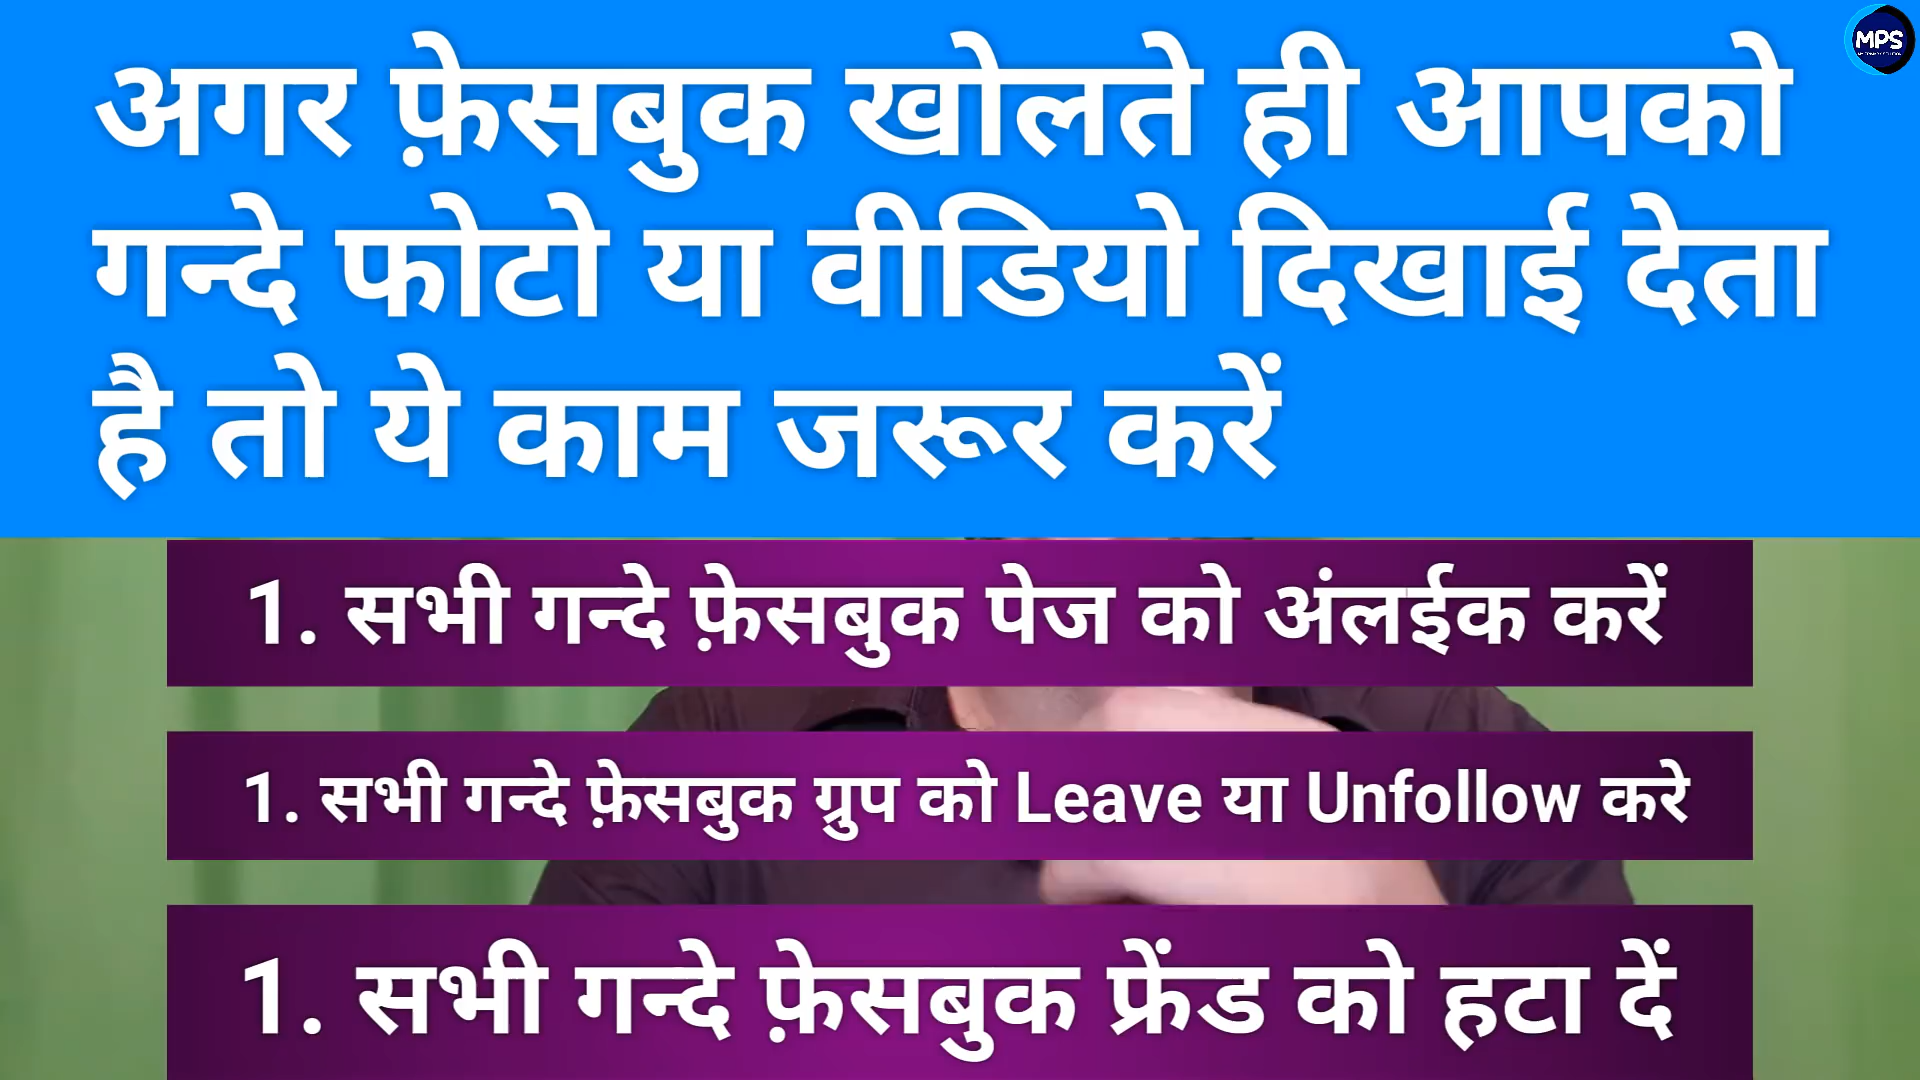 MPS
अगर फ़ेसबुक खोलते ही आपको
गन्दे फोटो या वीडियो दिखाई देता
है तो ये काम जरूर करें
1. सभी गन्दे फ़ेसबुक पेज को अंलईक करें
1. सभी गन्दे फ़ेसबुक ग्रुप को Leave या Unfollow करे
1. सभी गन्दे फ़ेसबुक फ्रेंड को हटा दें